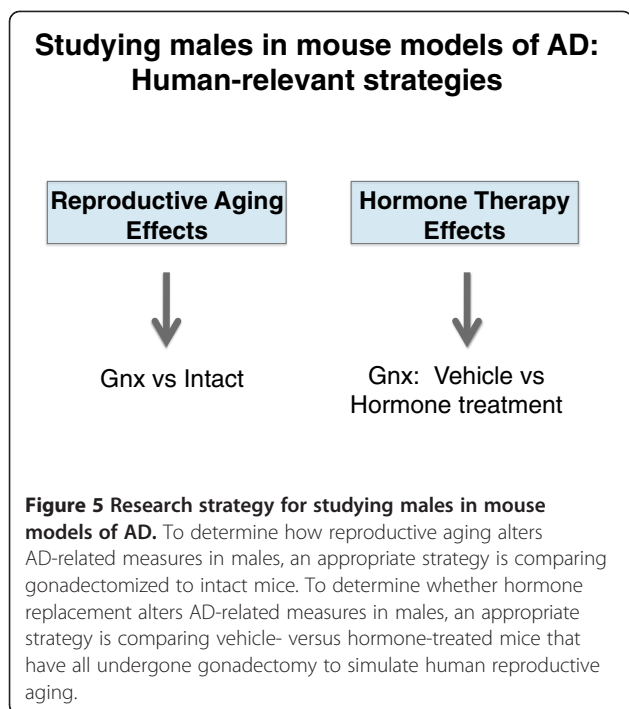 Studying males in mouse models of AD:
Human-relevant strategies
Reproductive Aging
Effects
Hormone Therapy
Effects
Gnx vs Intact
Gnx: Vehicle vs
Hormone treatment
Figure 5 Research strategy for studying males in mouse
models of AD. To determine how reproductive aging alters
AD-related measures in males, an appropriate strategy is comparing
gonadectomized to intact mice. To determine whether hormone
replacement alters AD-related measures in males, an appropriate
strategy is comparing vehicle- versus hormone-treated mice that
have all undergone gonadectomy to simulate human reproductive
aging.